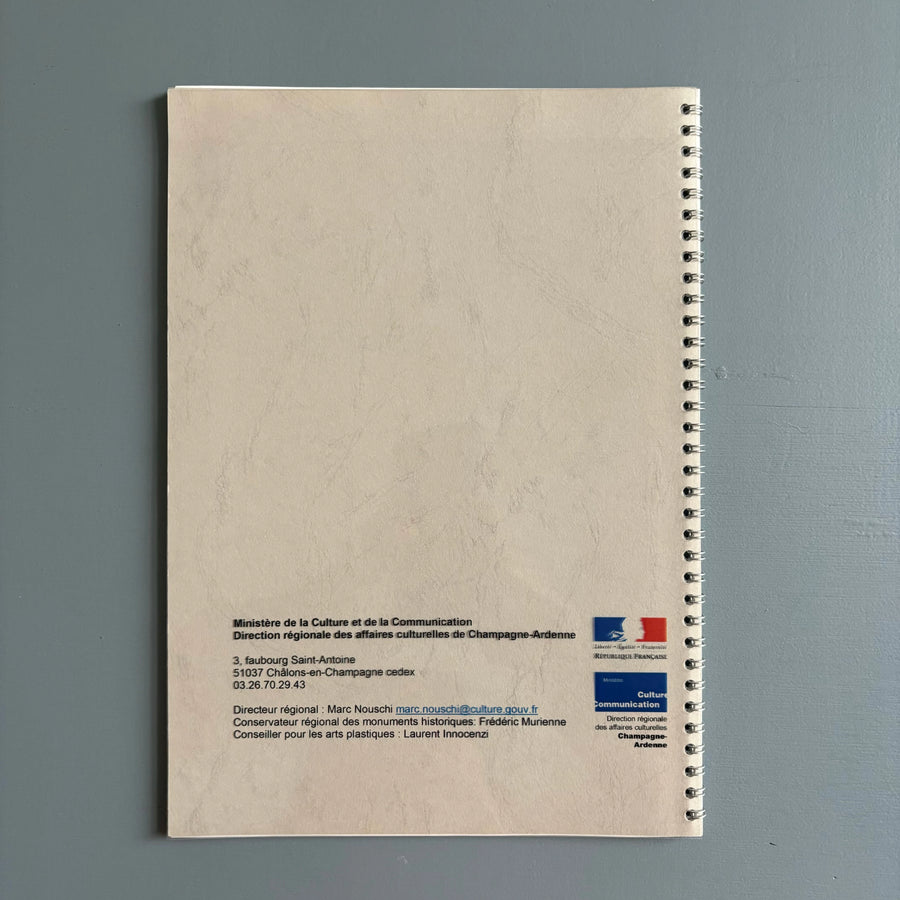 Ministère de la Culture et de la Communication
Direction régionale des affaires culturelles de Champagne-Ardenne
3, faubourg Saint-Antoine
51037 Châlons-en-Champagne cedex
03.26.70.29.43
Directeur régional : Marc Nouschi marc.nouschi@culture.gouv.fr
Conservateur régional des monuments historiques: Frédéric Murienne
Conseiller pour les arts plastiques : Laurent Innocenzi
Liberté • Égalité • Fraternité
RÉPUBLIQUE FRANÇAISE
Ministère
Culture
Communication
Direction régionale
des affaires culturelles
Champagne-
Ardenne